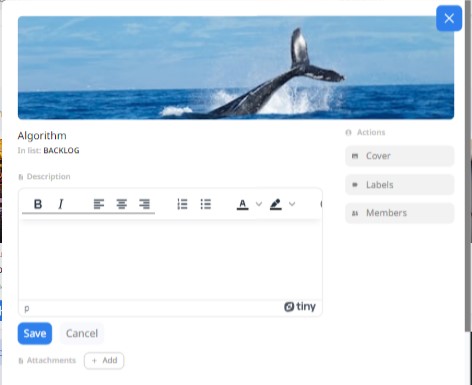 Algorithm
Actions
In list: BACKLOG
Cover
Description
Labels
B I A
Members
p
tiny
Save Cancel
Attachments + Add